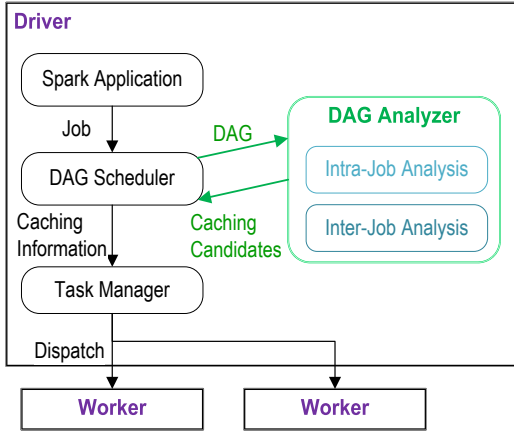 Driver
Spark Application
Job
DAG
DAG Analyzer
Intra-Job Analysis
Inter-Job Analysis
DAG Scheduler
Caching
Information
Caching
Candidates
Task Manager
Dispatch
Worker
Worker